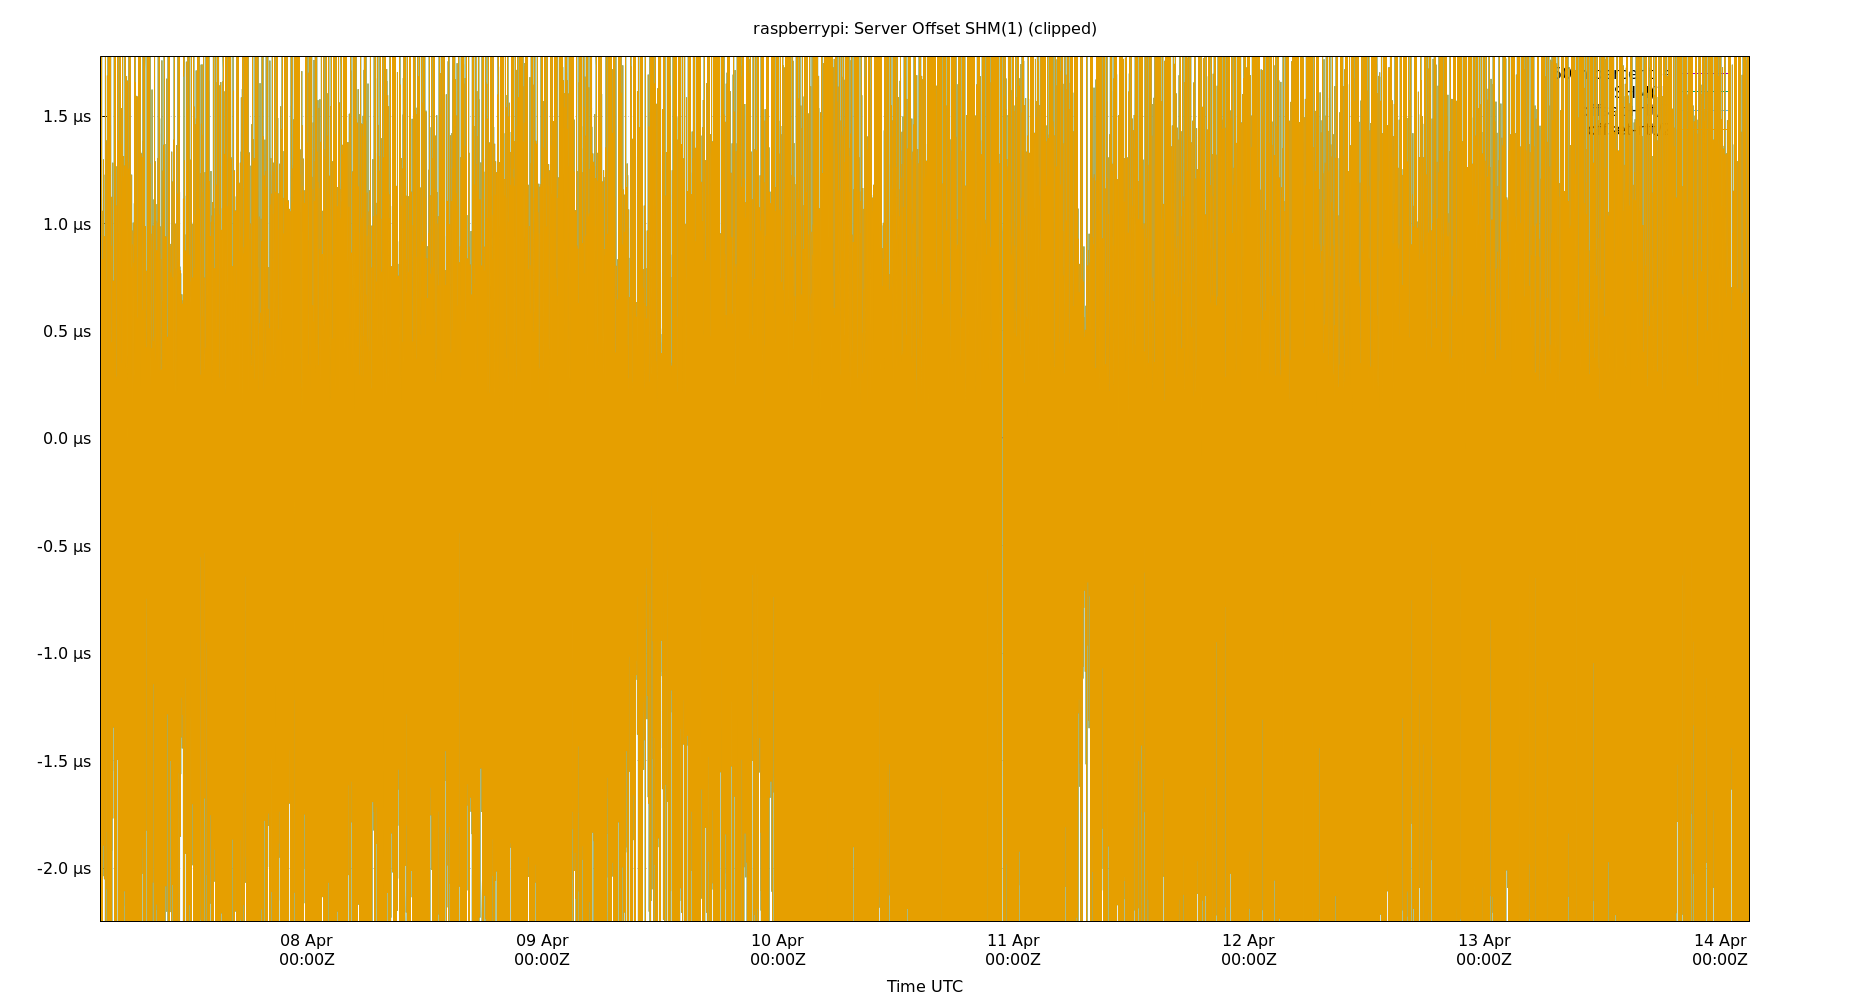 raspberrypi: Server Offset SHM(1) (clipped)
1.5 µs
1.0 µs
0.5 µs
0.0 µs
-0.5 µs
-1.0 µs
-1.5 µs
-2.0 µs
08 Apr 09 Apr 10 Apr 11 Apr 12 Apr 13 Apr 14 Apr
00:00Z 00:00Z 00:00Z 00:00Z 00:00Z 00:00Z 00:00Z
Time UTC